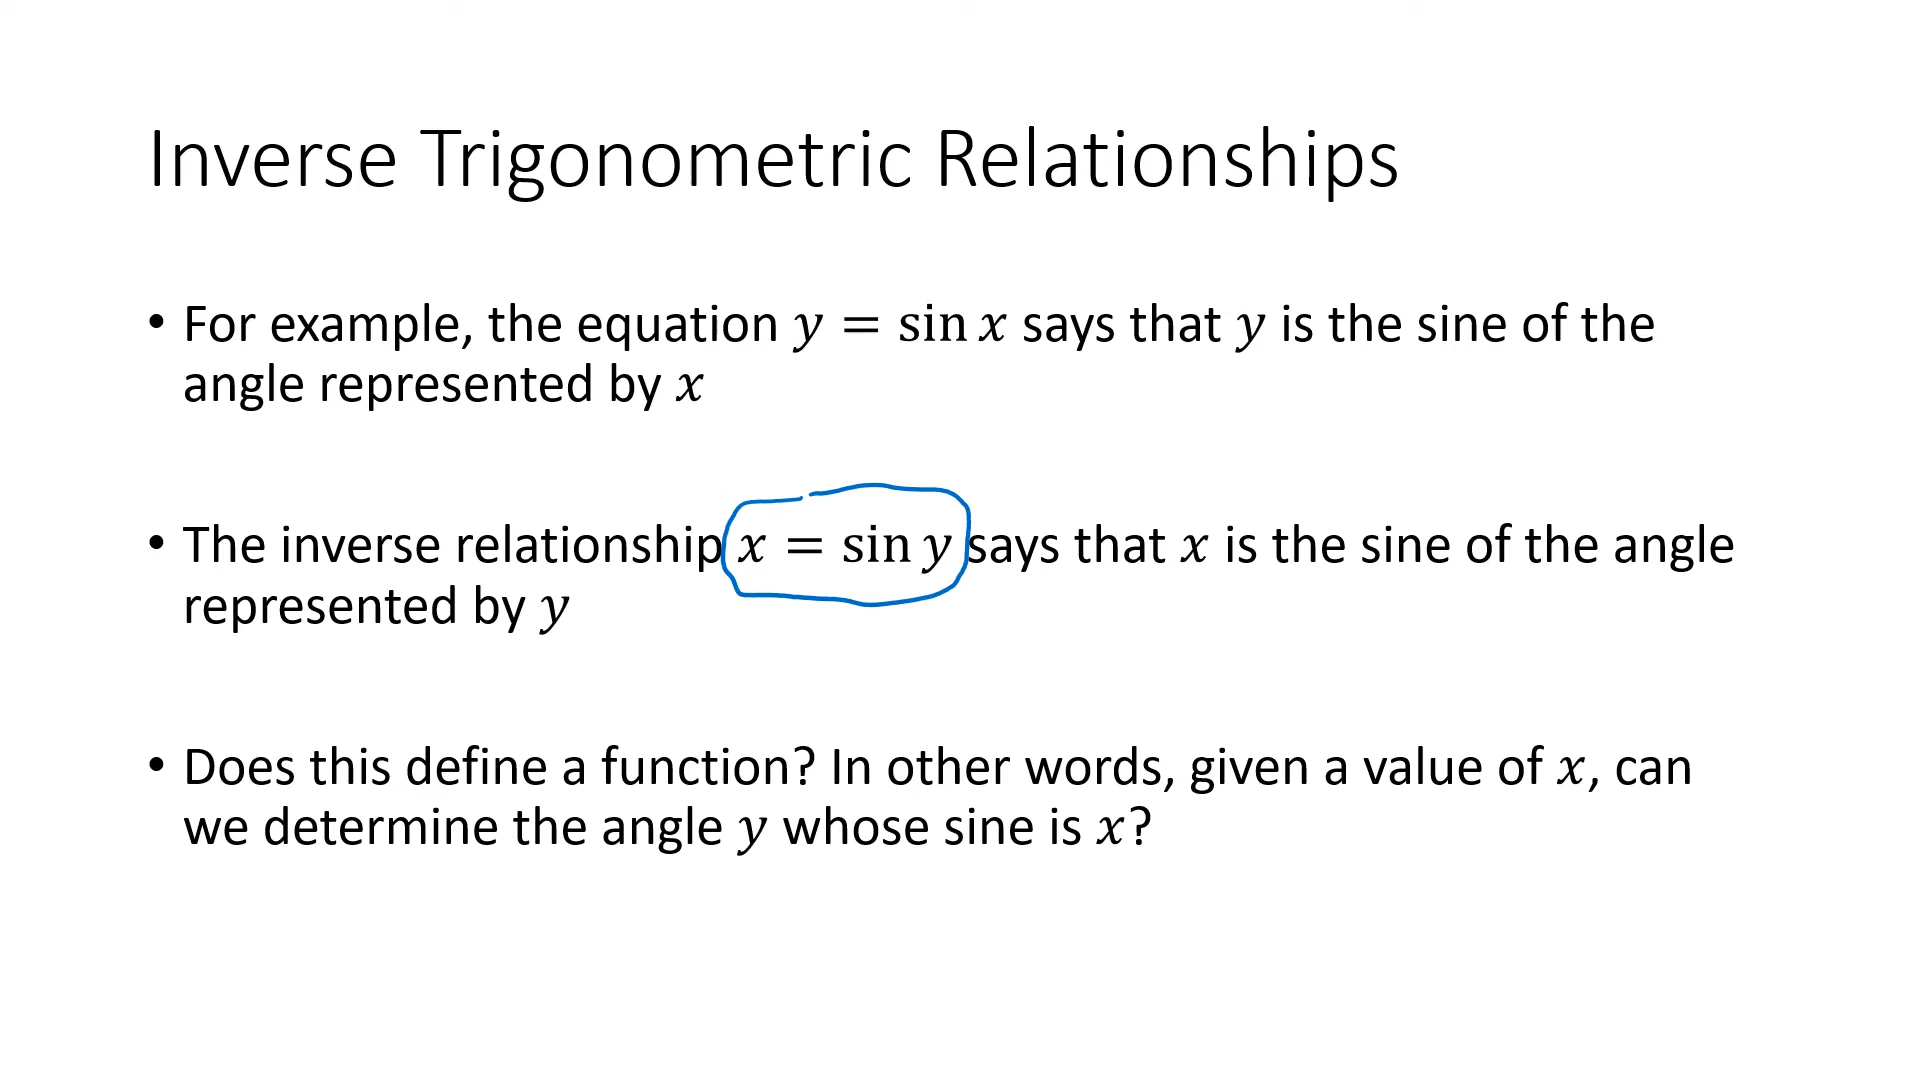 Inverse Trigonometric Relationships
• For example, the equation 𝑦 = sin 𝑥 says that 𝑦 is the sine of the
angle represented by 𝑥
• The inverse relationship 𝑥 = sin 𝑦 says that 𝑥 is the sine of the angle
represented by 𝑦
• Does this define a function? In other words, given a value of 𝑥, can
we determine the angle 𝑦 whose sine is 𝑥?